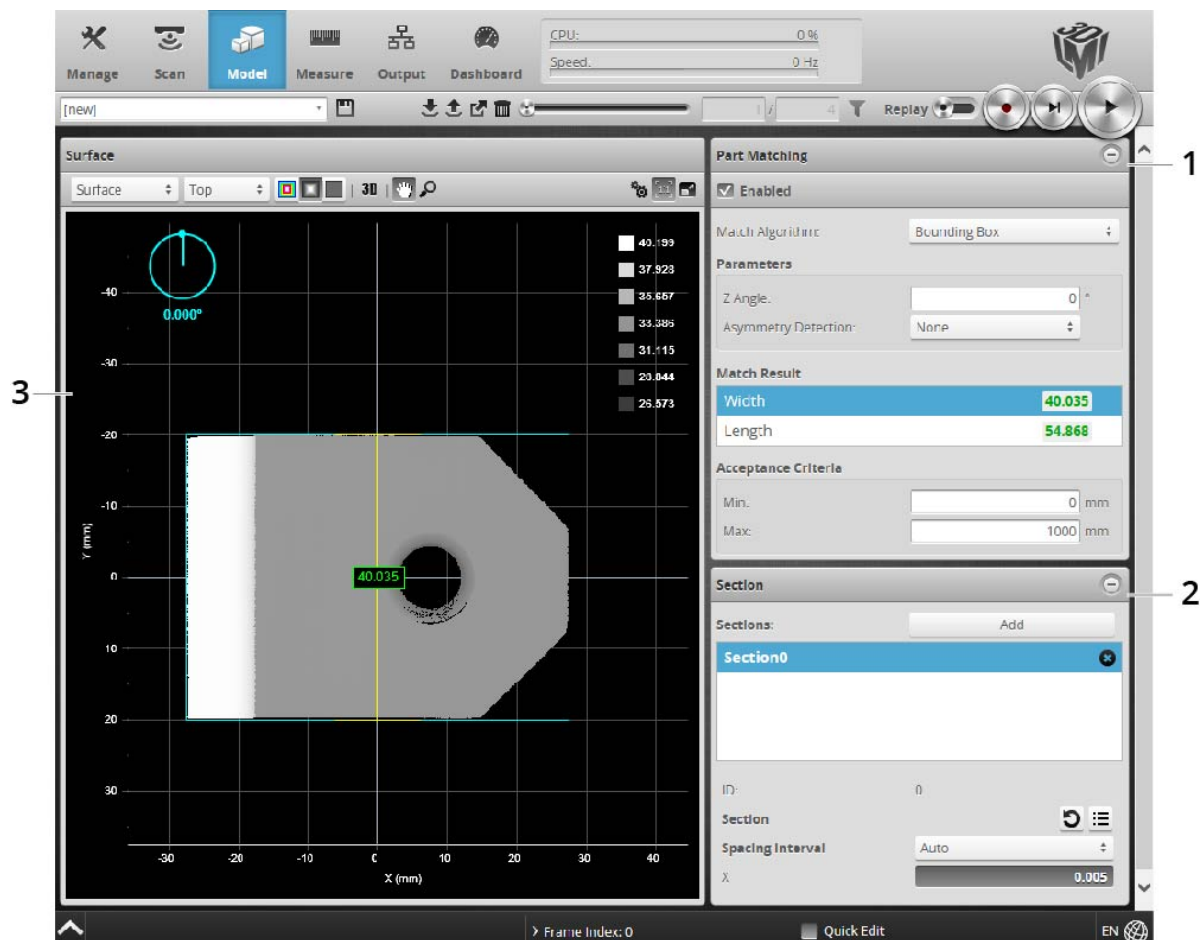 CPU: 0 %
Speed: 0 Hz
Manage Scan Model Measure Output Dashboard
[new] 1 / 4 Replay
Surface
Surface Top 3D
40.199
37.928
35.667
33.386
31.115
26.573
0.000°
-40
-30
-20
-10
0
10
20
30
Y (mm)
40.035
-30 -20 -10 0 10 20 30 40
X (mm)
Part Matching
Enabled
Match Algorithm: Bounding Box
Parameters
Z Angle: 0 °
Asymmetry Detection: None
Match Result
Width 40.035
Length 54.868
Acceptance Criteria
Min. 0 mm
Max: 1000 mm
Section
Sections: Add
Section0
ID: 0
Section
Spacing Interval Auto
X 0.005
1
2
3
> Frame Index: 0 Quick Edit EN